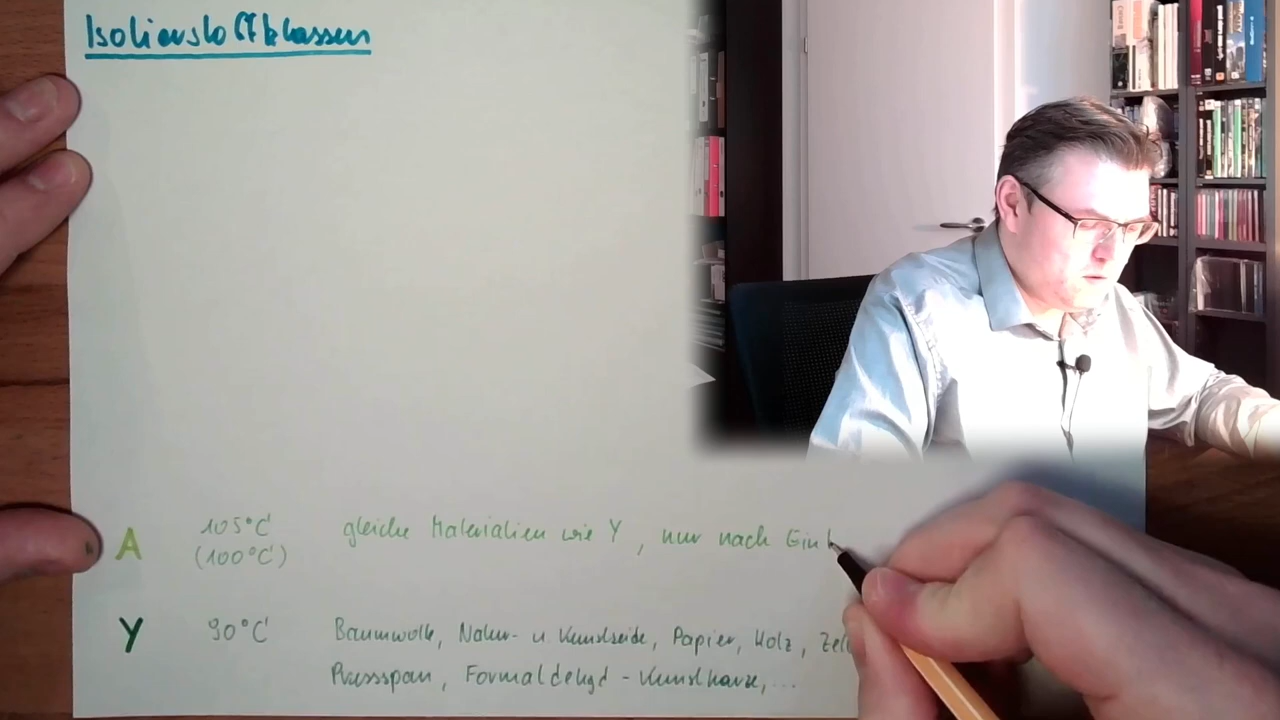 Isolierstoffklassen
A 105°C gleiche Materialien wie Y, nur nach Ein
(100°C)
Y 90°C Baumwolle, Natur- u Kunstseide, Papier, Holz, Zell
Pressspan, Formaldehyd - Kunstharze, ...